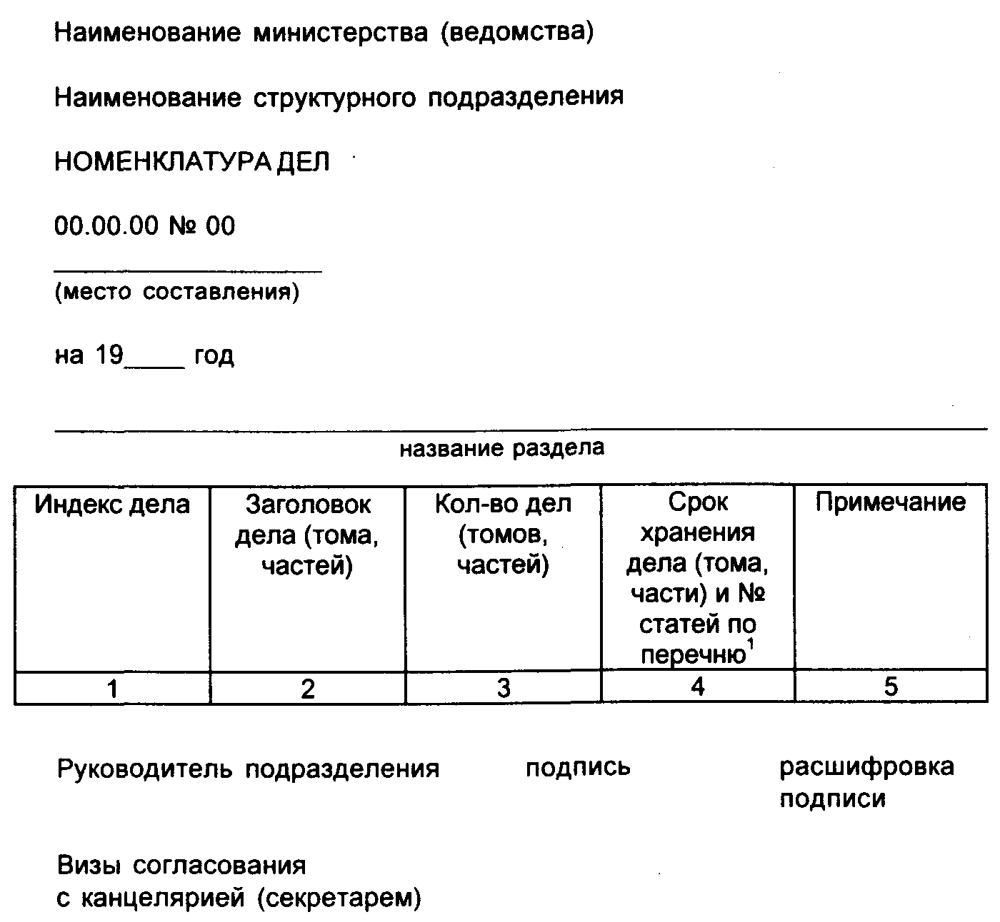 Наименование министерства (ведомства)
Наименование структурного подразделения
НОМЕНКЛАТУРА ДЕЛ
00.00.00 № 00
(место составления)
на 19____ год
название раздела
Индекс дела
Заголовок
дела (тома,
частей)
Кол-во дел
(томов,
частей)
Срок
хранения
дела (тома,
части) и №
статей по
перечню¹
Примечание
1 2 3 4 5
Руководитель подразделения подпись расшифровка
подписи
Визы согласования
с канцелярией (секретарем)